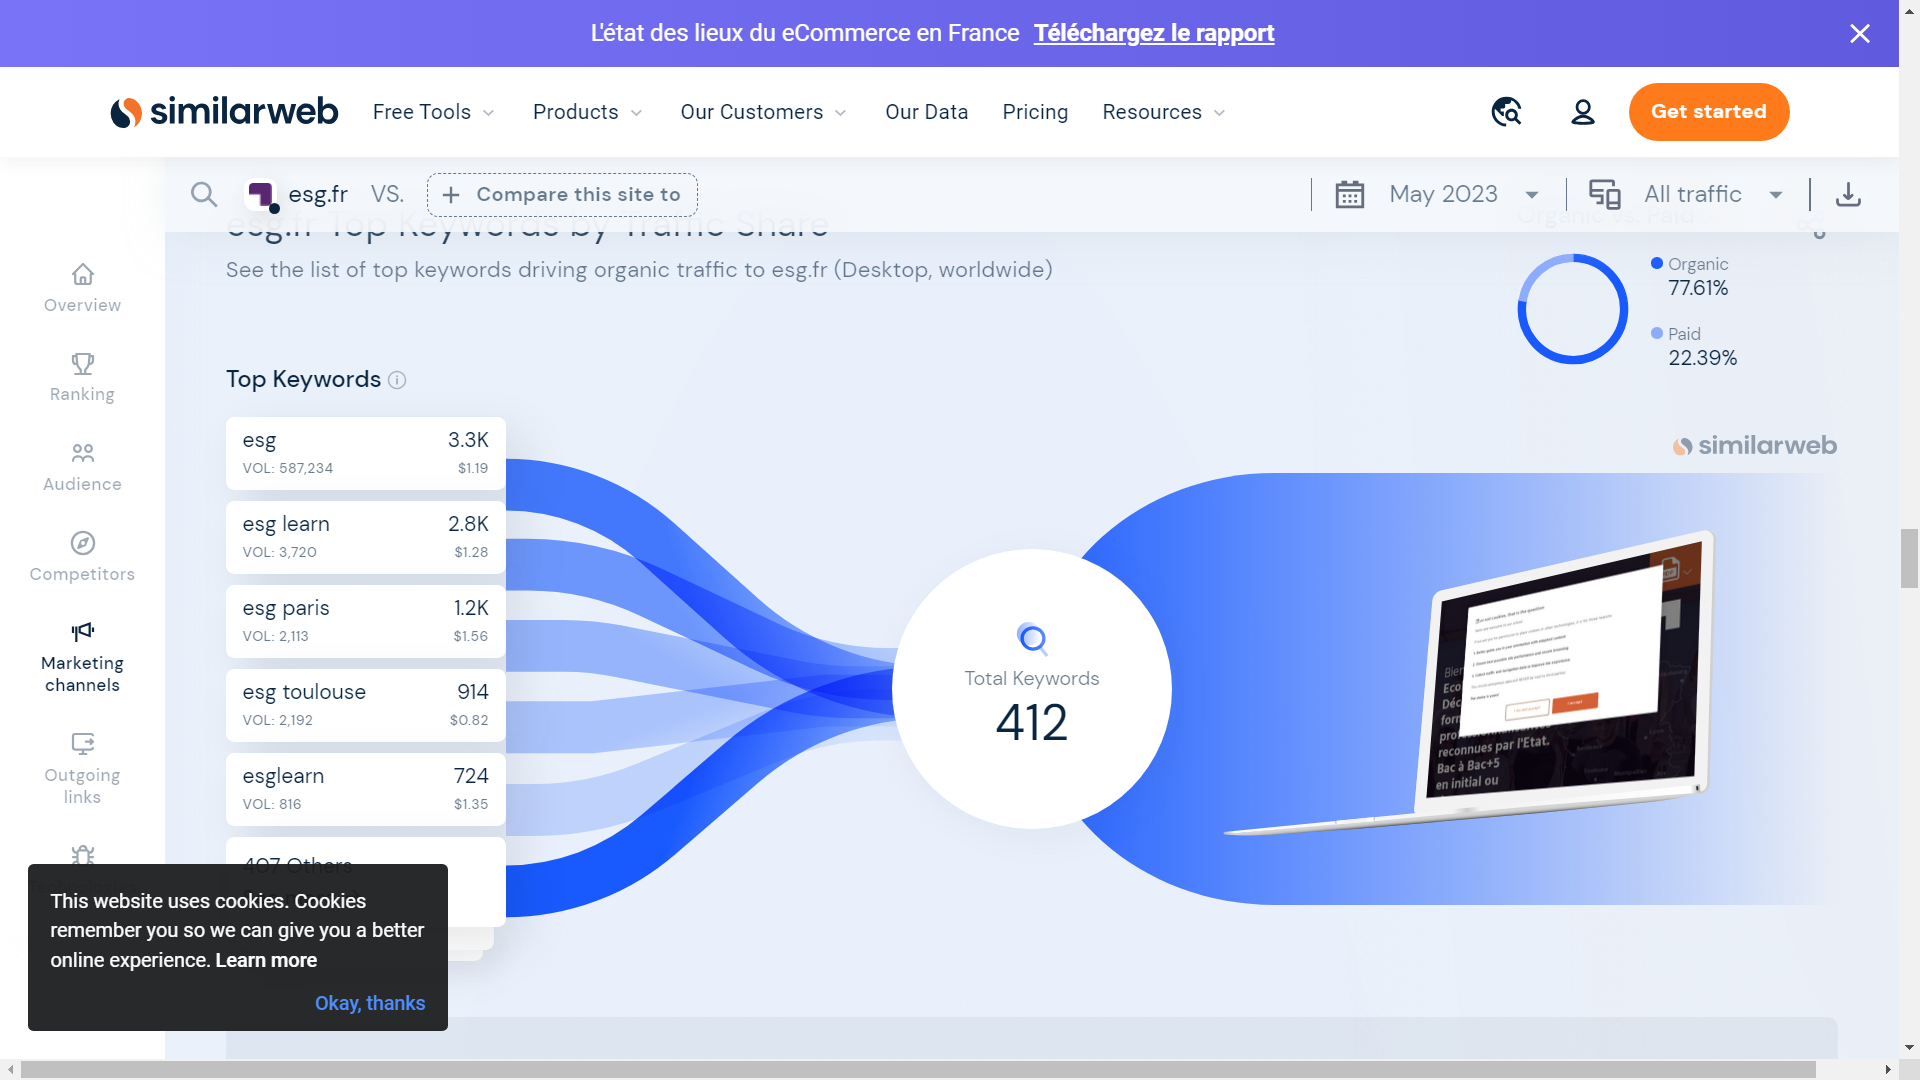 L'état des lieux du eCommerce en France Téléchargez le rapport
similarweb Free Tools Products Our Customers Our Data Pricing Resources Get started
esg.fr VS. + Compare this site to May 2023 All traffic
esg.fr Top Keywords by Traffic Share
Organic vs. Paid
See the list of top keywords driving organic traffic to esg.fr (Desktop, worldwide)
Organic
77.61%
Paid
22.39%
Overview
Ranking
Audience
Competitors
Marketing
channels
Outgoing
links
Top Keywords
similarweb
esg 3.3K
VOL: 587,234 $1.19
esg learn 2.8K
VOL: 3,720 $1.28
esg paris 1.2K
VOL: 2,113 $1.56
esg toulouse 914
VOL: 2,192 $0.82
esglearn 724
VOL: 816 $1.35
407 Others
Total Keywords
412
reconnues par l'Etat.
Bac à Bac+5
en initial ou
This website uses cookies. Cookies
remember you so we can give you a better
online experience. Learn more
Okay, thanks